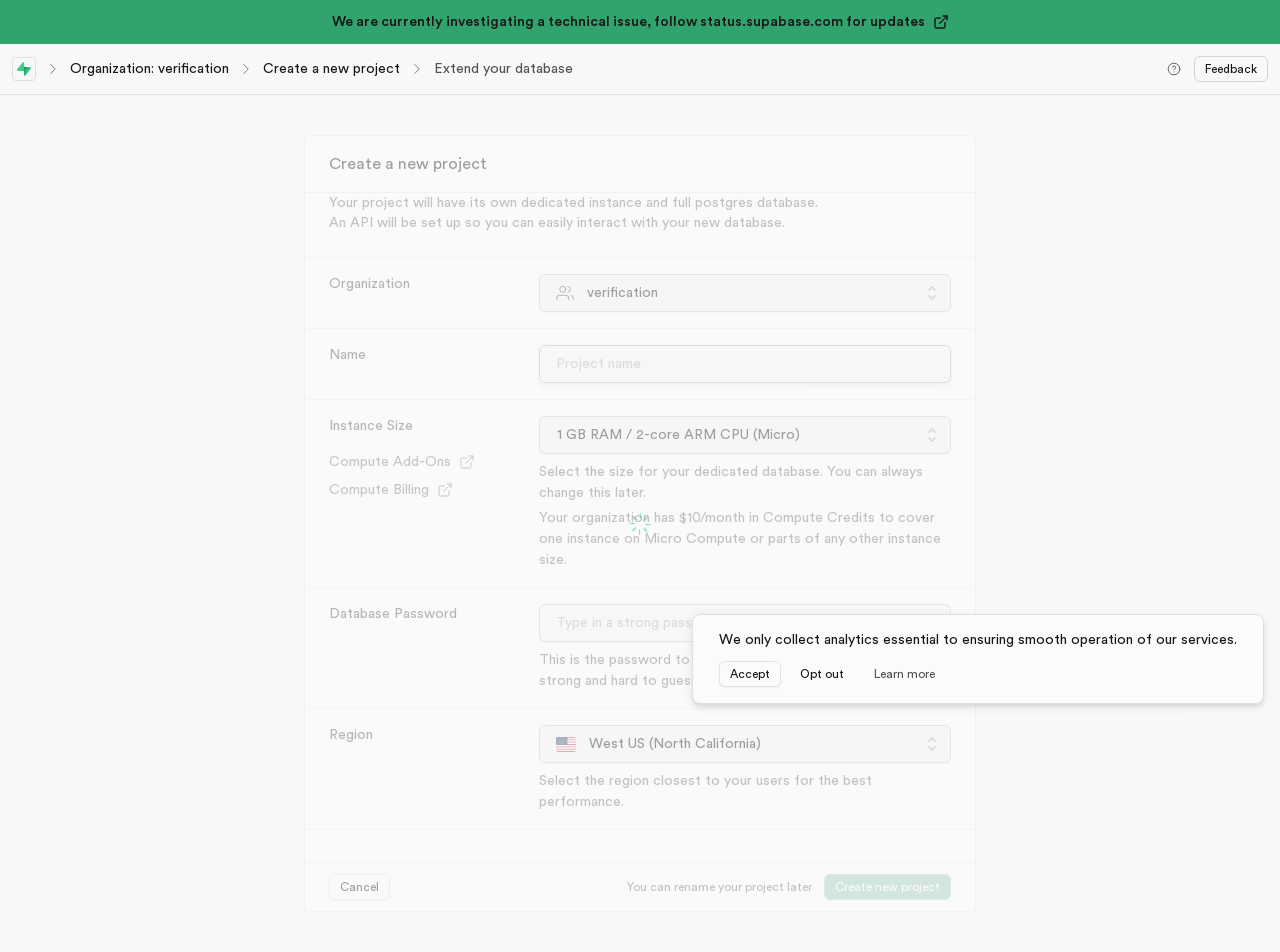 We are currently investigating a technical issue, follow status.supabase.com for updates
Organization: verification
Create a new project
Extend your database
Feedback
Create a new project
Your project will have its own dedicated instance and full postgres database.
An API will be set up so you can easily interact with your new database.
Organization
verification
Name
Project name
Instance Size
1 GB RAM / 2-core ARM CPU (Micro)
Compute Add-Ons
Compute Billing
Select the size for your dedicated database. You can always
change this later.
Your organization has $10/month in Compute Credits to cover
one instance on Micro Compute or parts of any other instance
size.
Database Password
Type in a strong pass
This is the password to
strong and hard to gues
We only collect analytics essential to ensuring smooth operation of our services.
Accept
Opt out
Learn more
Region
West US (North California)
Select the region closest to your users for the best
performance.
Cancel
You can rename your project later
Create new project